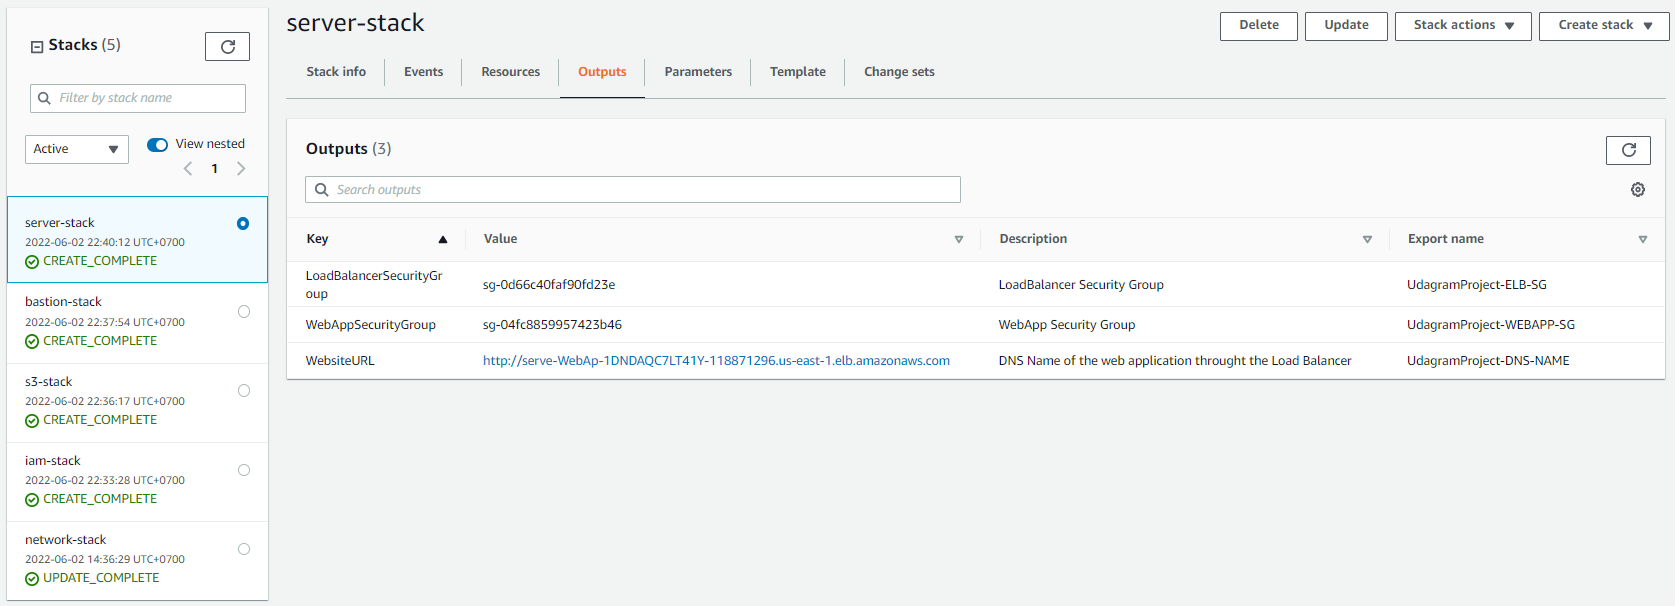 Stacks (5)
Filter by stack name
Active
View nested
1
server-stack
2022-06-02 22:40:12 UTC+0700
CREATE_COMPLETE
bastion-stack
2022-06-02 22:37:54 UTC+0700
CREATE_COMPLETE
s3-stack
2022-06-02 22:36:17 UTC+0700
CREATE_COMPLETE
iam-stack
2022-06-02 22:33:28 UTC+0700
CREATE_COMPLETE
network-stack
2022-06-02 14:36:29 UTC+0700
UPDATE_COMPLETE
server-stack
Delete Update Stack actions Create stack
Stack info Events Resources Outputs Parameters Template Change sets
Outputs (3)
Search outputs
Key Value Description Export name
LoadBalancerSecurityGr
oup sg-0d66c40faf90fd23e LoadBalancer Security Group UdagramProject-ELB-SG
WebAppSecurityGroup sg-04fc8859957423b46 WebApp Security Group UdagramProject-WEBAPP-SG
WebsiteURL http://serve-WebAp-1DNDAQC7LT41Y-118871296.us-east-1.elb.amazonaws.com DNS Name of the web application throught the Load Balancer UdagramProject-DNS-NAME